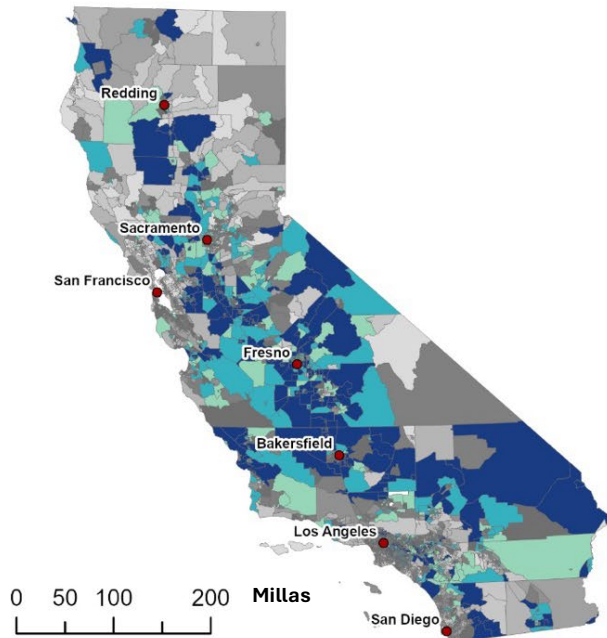 Redding
Sacramento
San Francisco
Fresno
Bakersfield
Los Angeles
Millas
0 50 100 200
San Diego